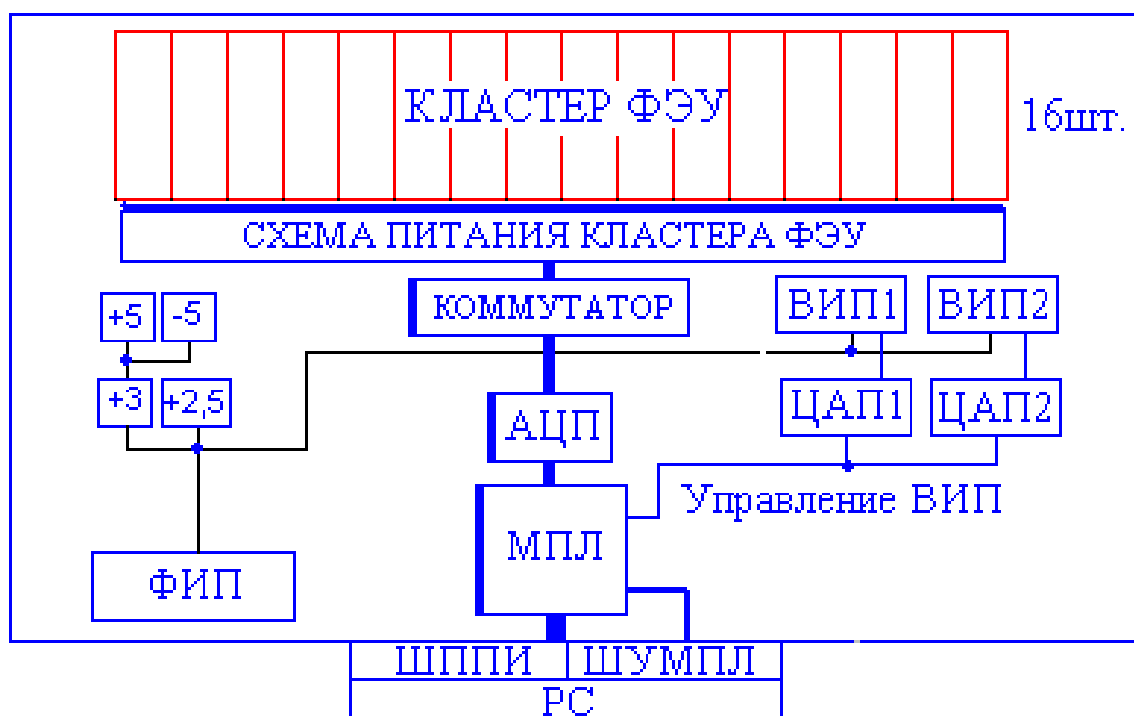 КЛАСТЕР ФЭУ
16шт.
СХЕМА ПИТАНИЯ КЛАСТЕРА ФЭУ
+5 -5
КОММУТАТОР
ВИП1 ВИП2
+3 +2,5
АЦП
ЦАП1 ЦАП2
Управление ВИП
МПЛ
ФИП
ШППИ ШУМПЛ
РС